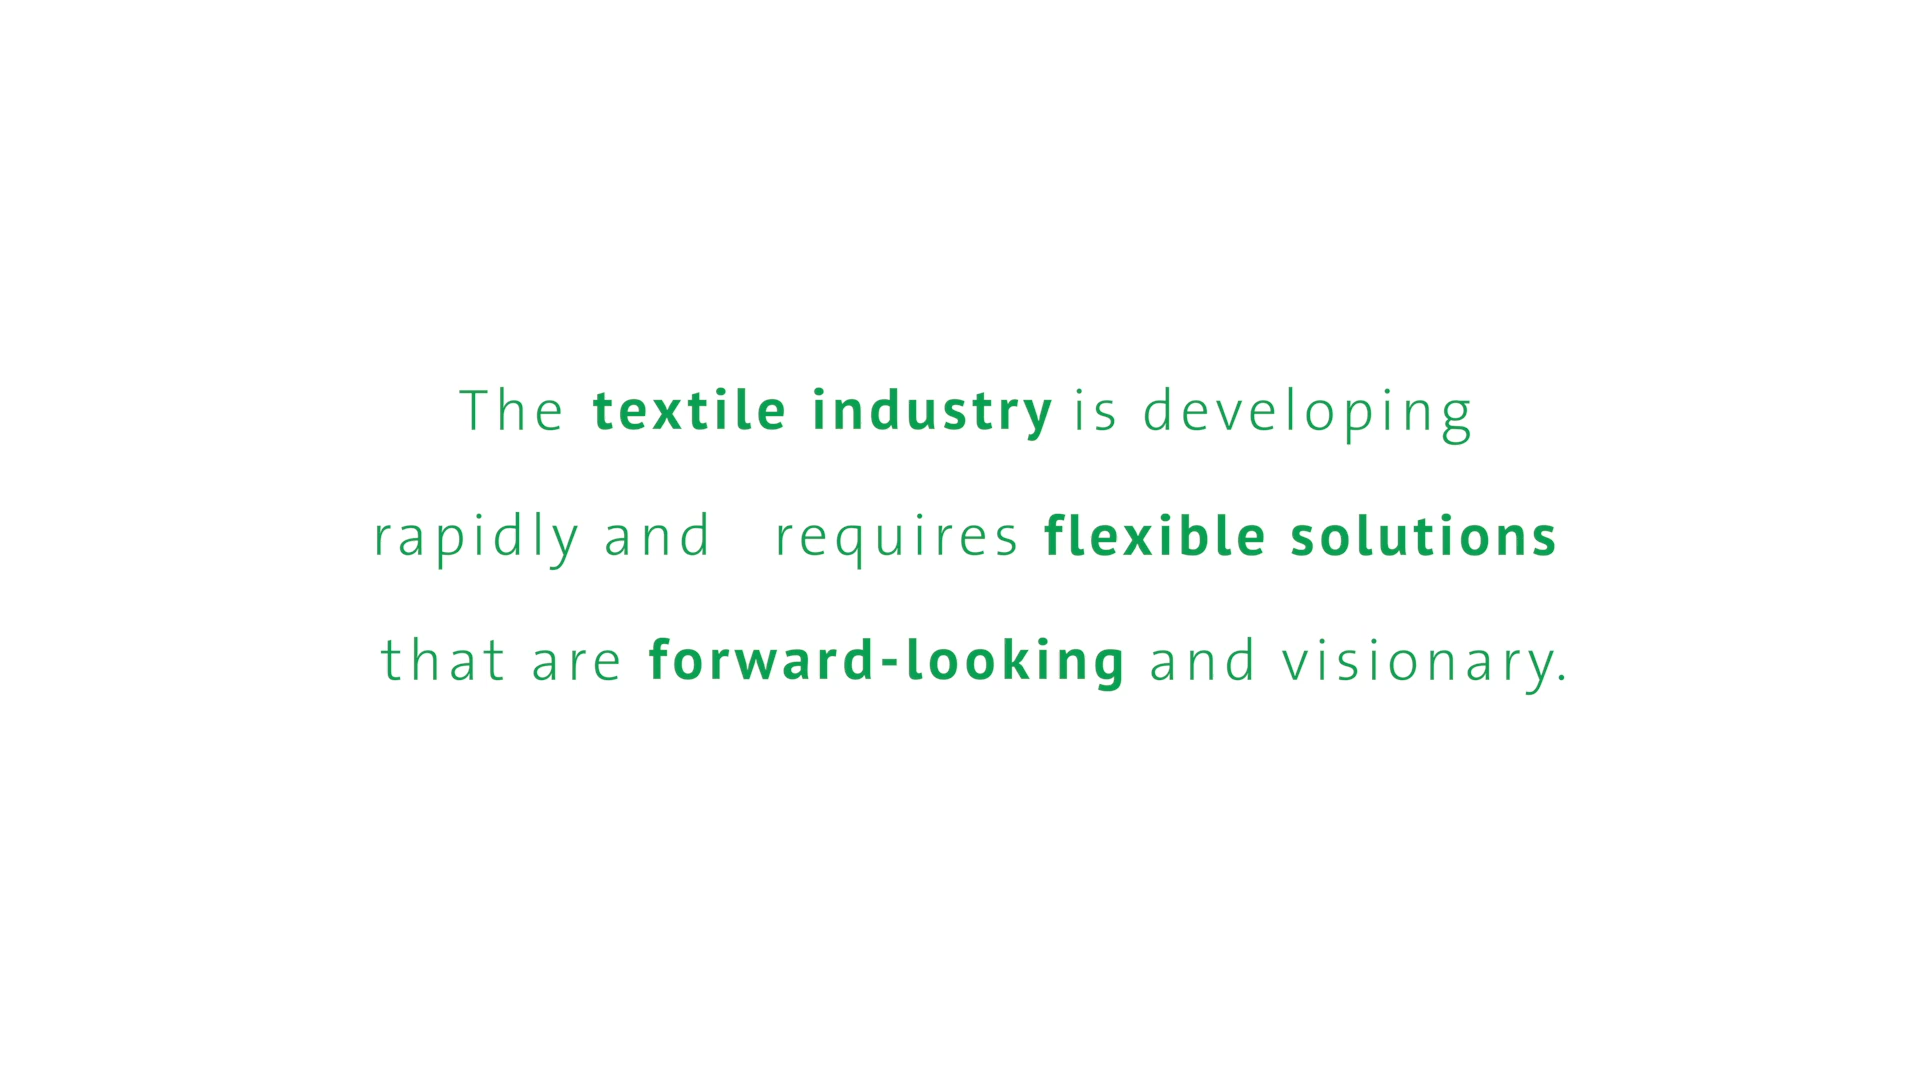 The textile industry is developing
rapidly and requires flexible solutions
that are forward-looking and visionary.